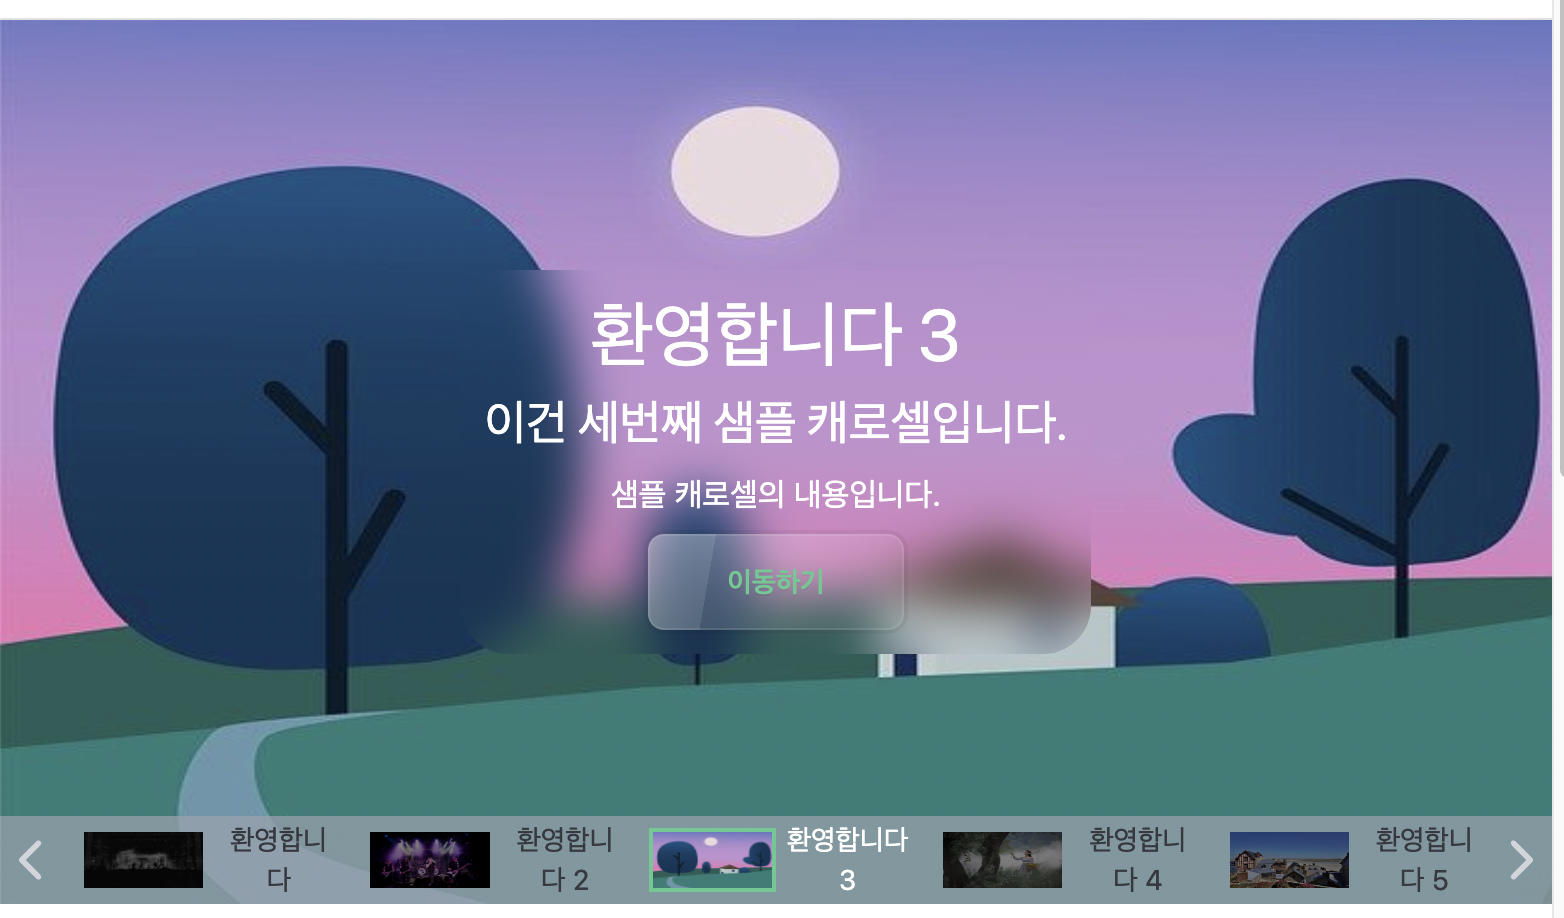 환영합니다 3
이건 세번째 샘플 캐로셀입니다.
샘플 캐로셀의 내용입니다.
이동하기
환영합니
다
환영합니
다 2
환영합니다
3
환영합니
다 4
환영합니
다 5